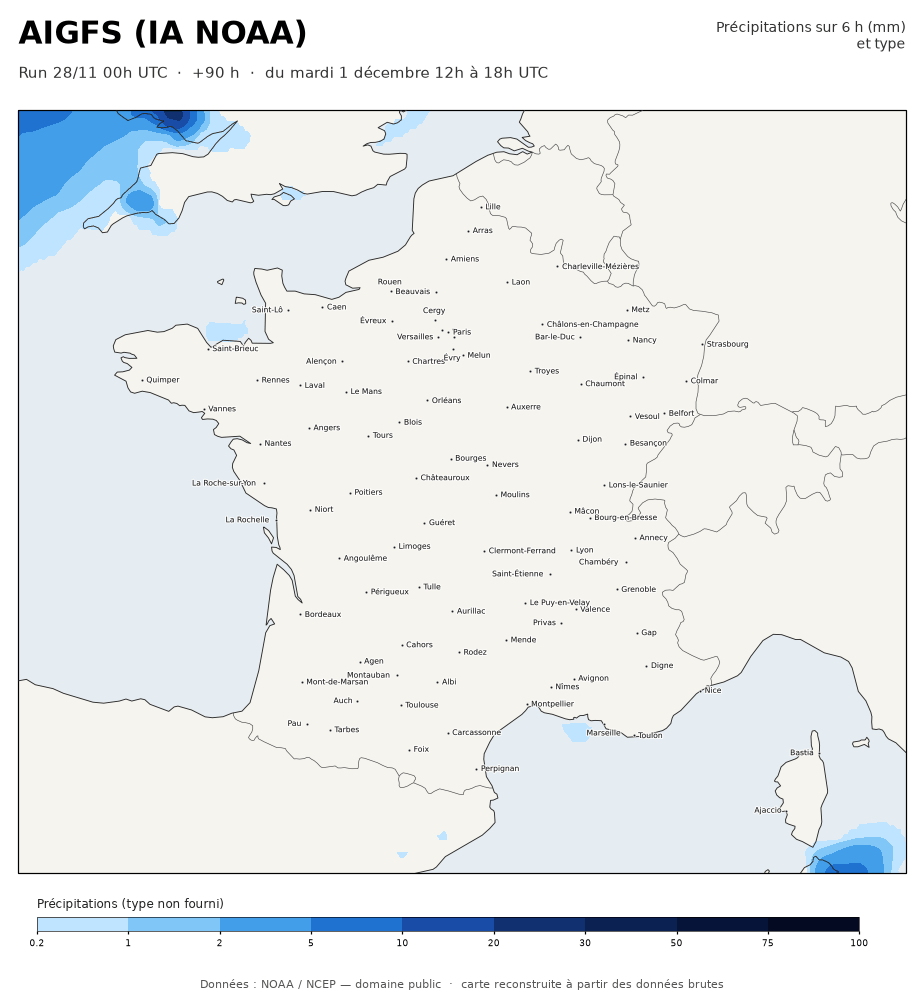 AIGFS (IA NOAA)
Précipitations sur 6 h (mm)
et type
Run 28/11 00h UTC · +90 h · du mardi 1 décembre 12h à 18h UTC
Lille
Arras
Amiens
Charleville-Mézières
Rouen
Beauvais
Laon
Saint-Lô
Caen
Cergy
Metz
Évreux
Châlons-en-Champagne
Versailles
Paris
Bar-le-Duc
Nancy
Strasbourg
Saint-Brieuc
Alençon
Chartres
Évry
Melun
Quimper
Rennes
Laval
Le Mans
Troyes
Chaumont
Épinal
Colmar
Vannes
Orléans
Auxerre
Vesoul
Belfort
Angers
Blois
Tours
Nantes
Dijon
Besançon
Bourges
Nevers
La Roche-sur-Yon
Châteauroux
Lons-le-Saunier
Poitiers
Moulins
Niort
Mâcon
La Rochelle
Guéret
Bourg-en-Bresse
Annecy
Limoges
Angoulême
Clermont-Ferrand
Lyon
Chambéry
Saint-Étienne
Périgueux
Tulle
Grenoble
Bordeaux
Aurillac
Le Puy-en-Velay
Valence
Privas
Cahors
Mende
Gap
Rodez
Agen
Digne
Montauban
Mont-de-Marsan
Albi
Avignon
Nîmes
Nice
Auch
Toulouse
Montpellier
Pau
Tarbes
Carcassonne
Marseille
Toulon
Foix
Bastia
Perpignan
Ajaccio
Précipitations (type non fourni)
0.2 1 2 5 10 20 30 50 75 100
Données : NOAA / NCEP — domaine public · carte reconstruite à partir des données brutes